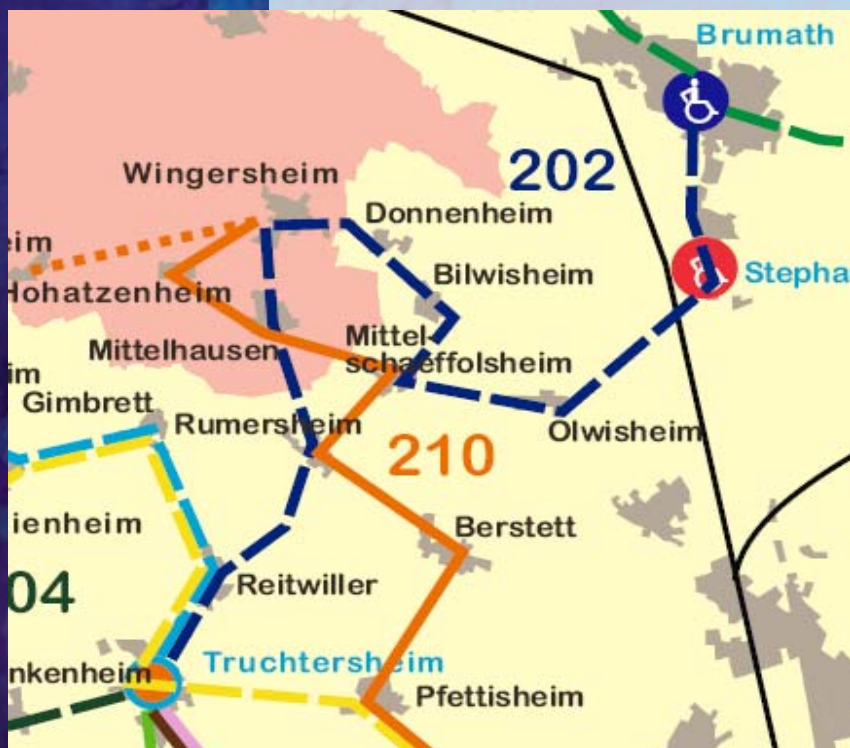 Brumath
202
Wingersheim
Donnenheim
eim
Bilwisheim
Stepha
Hohatzenheim
Mittel-
schaeffolsheim
Mittelhausen
im
Gimbrett
Rumersheim
Olwisheim
210
ienheim
Berstett
04
Reitwiller
Truchtersheim
nkenheim
Pfettisheim